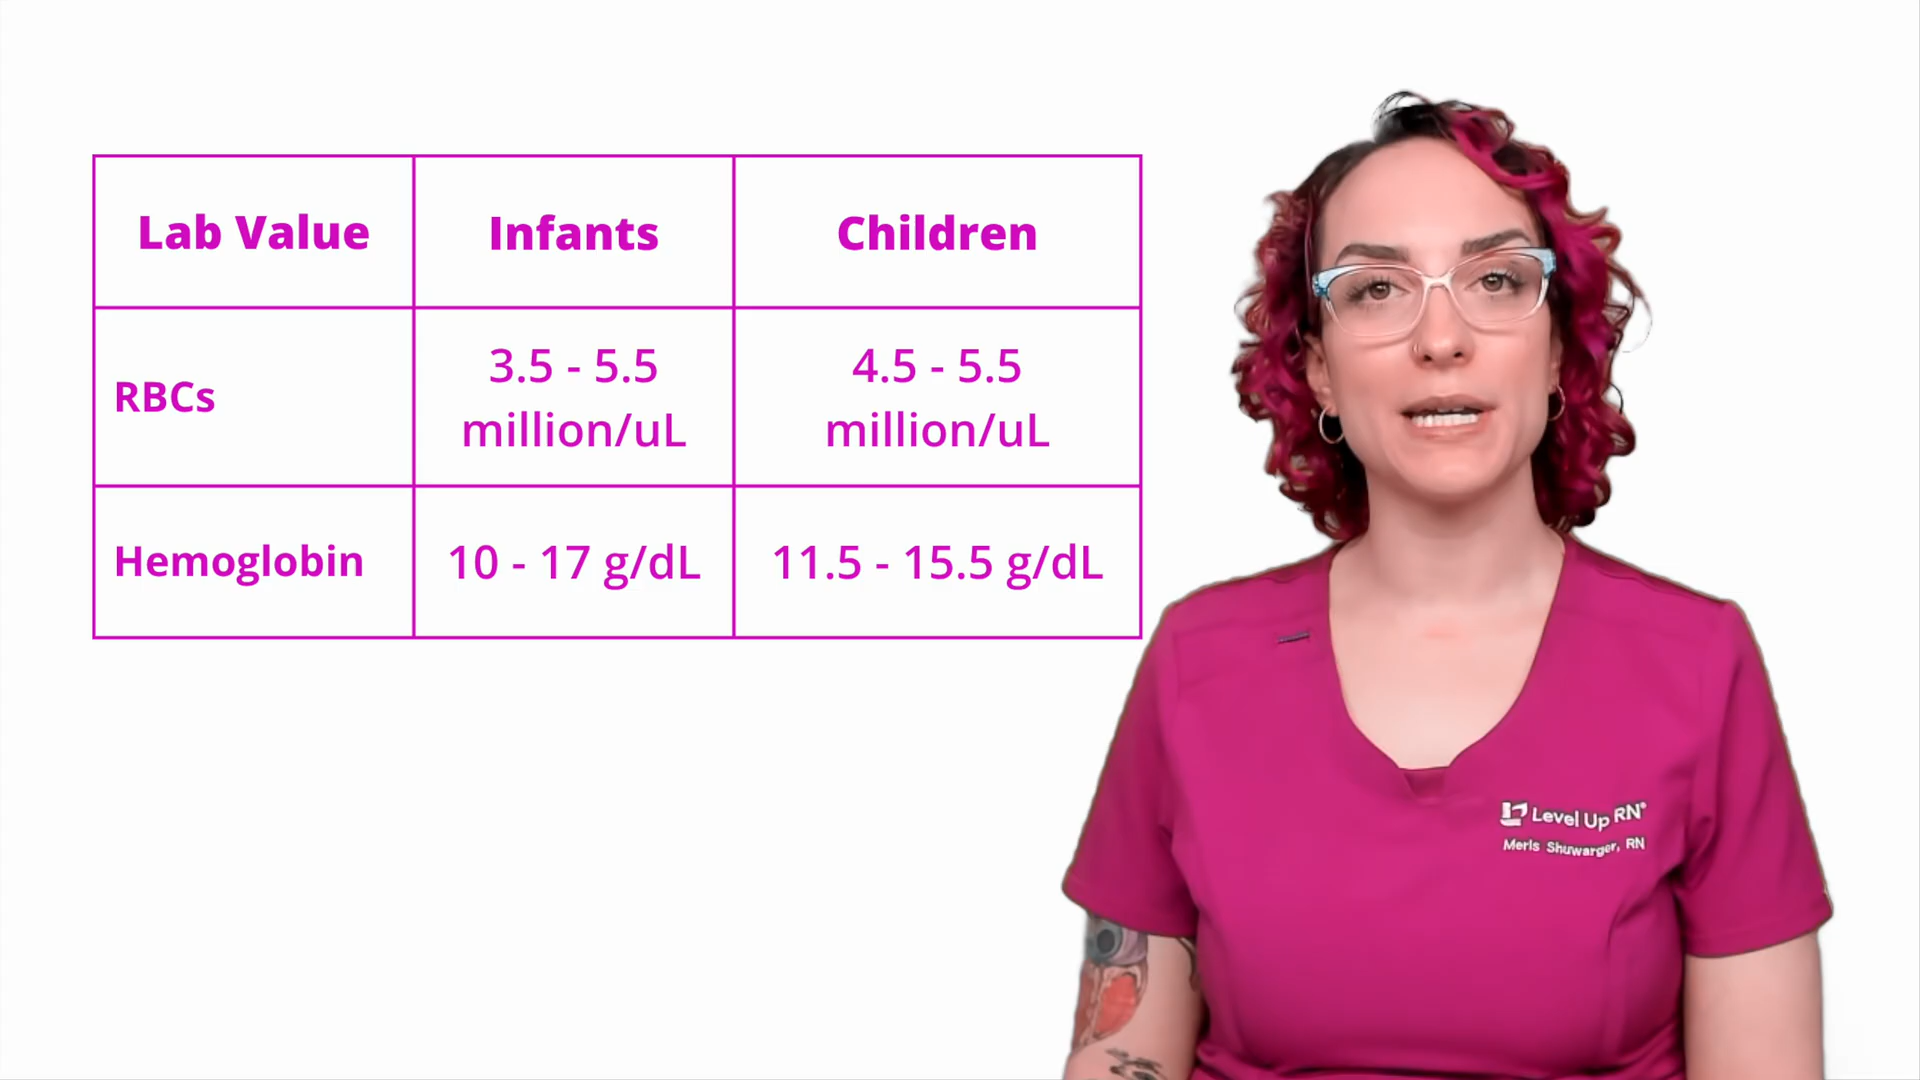 Lab Value
Infants
Children
RBCs
3.5 - 5.5
million/uL
4.5 - 5.5
million/uL
Hemoglobin
10 - 17 g/dL
11.5 - 15.5 g/dL
Level Up RN®
Meris Shuwarger, RN